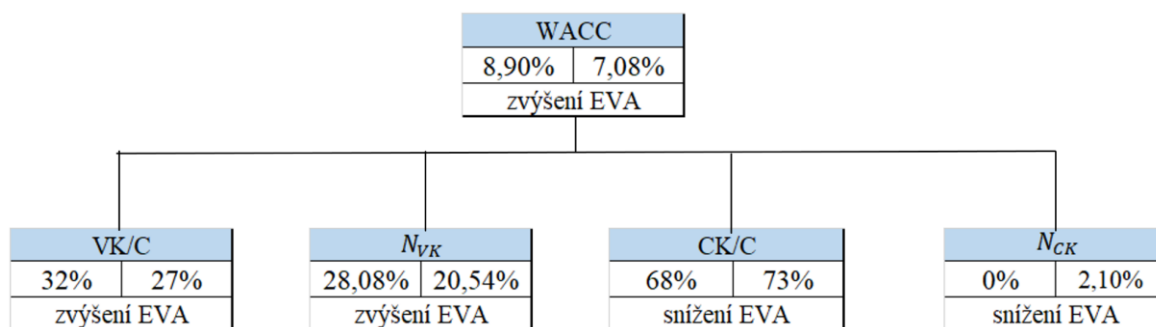 WACC
8,90% 7,08%
zvýšení EVA
VK/C N_VK CK/C N_CK
32% 27% 28,08% 20,54% 68% 73% 0% 2,10%
zvýšení EVA zvýšení EVA snížení EVA snížení EVA